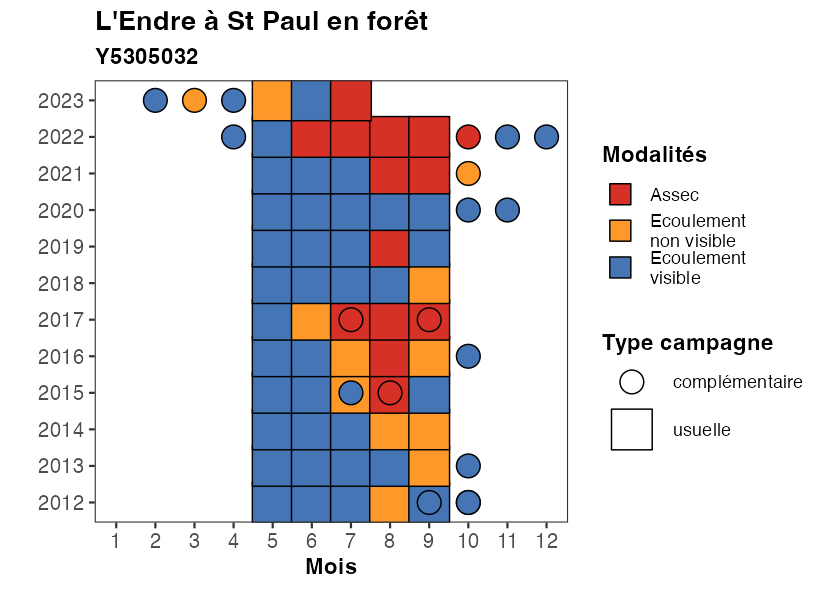 L'Endre à St Paul en forêt
Y5305032
2023
2022
2021
2020
2019
2018
2017
2016
2015
2014
2013
2012
1 2 3 4 5 6 7 8 9 10 11 12
Mois
Modalités
Assec
Ecoulement
non visible
Ecoulement
visible
Type campagne
complémentaire
usuelle